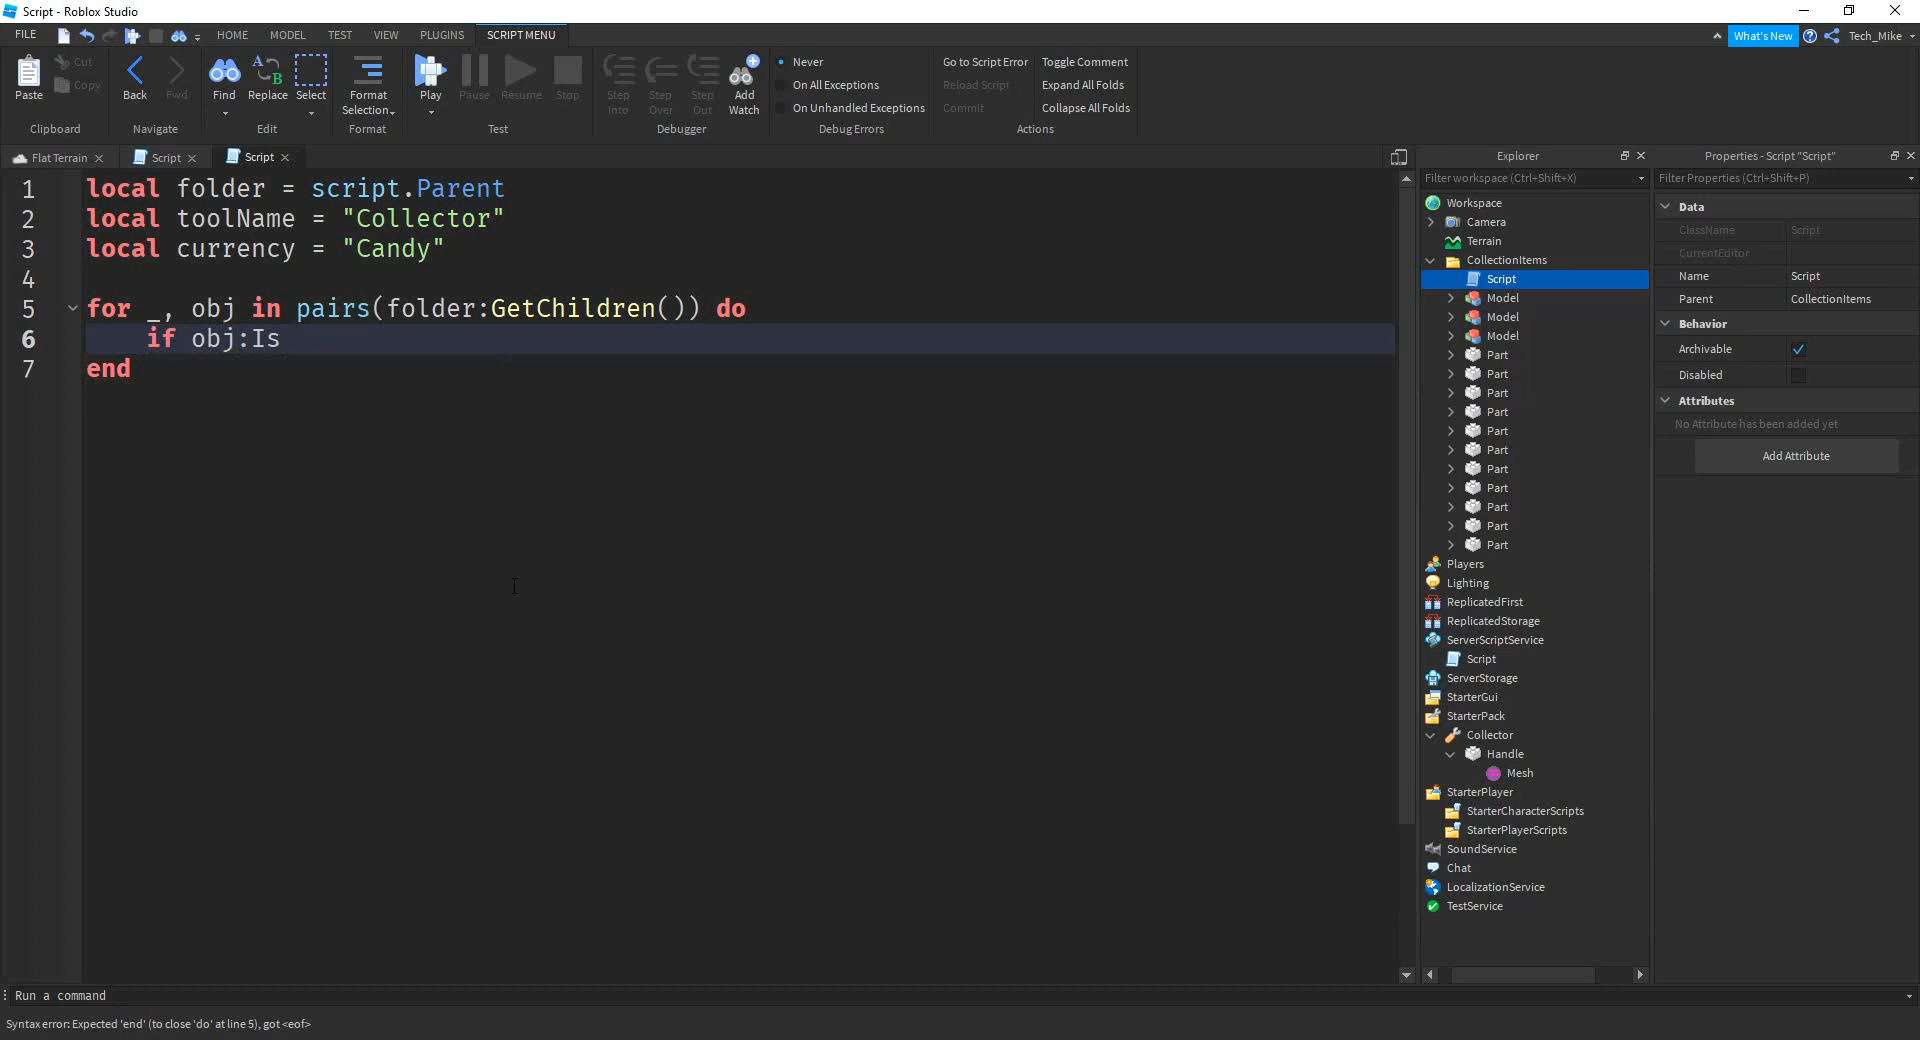 Script - Roblox Studio
FILE HOME MODEL TEST VIEW PLUGINS SCRIPT MENU What's New Tech_Mike
Paste Cut Copy Back Fwd Find Replace Select Format Selection Play Pause Resume Stop Step Into Step Over Step Out Add Watch
Never Go to Script Error Toggle Comment
On All Exceptions Reload Script Expand All Folds
On Unhandled Exceptions Commit Collapse All Folds
Clipboard Navigate Edit Format Test Debugger Debug Errors Actions
Flat Terrain Script Script
1 local folder = script.Parent
2 local toolName = "Collector"
3 local currency = "Candy"
4
5 for _, obj in pairs(folder:GetChildren()) do
6 if obj:Is
7 end
Explorer
Filter workspace (Ctrl+Shift+X)
Workspace
Camera
Terrain
CollectionItems
Script
Model
Model
Model
Part
Part
Part
Part
Part
Part
Part
Part
Part
Part
Part
Players
Lighting
ReplicatedFirst
ReplicatedStorage
ServerScriptService
Script
ServerStorage
StarterGui
StarterPack
Collector
Handle
Mesh
StarterPlayer
StarterCharacterScripts
StarterPlayerScripts
SoundService
Chat
LocalizationService
TestService
Properties - Script "Script"
Filter Properties (Ctrl+Shift+P)
Data
ClassName Script
CurrentEditor
Name Script
Parent CollectionItems
Behavior
Archivable
Disabled
Attributes
No Attribute has been added yet
Add Attribute
Run a command
Syntax error: Expected 'end' (to close 'do' at line 5), got <eof>